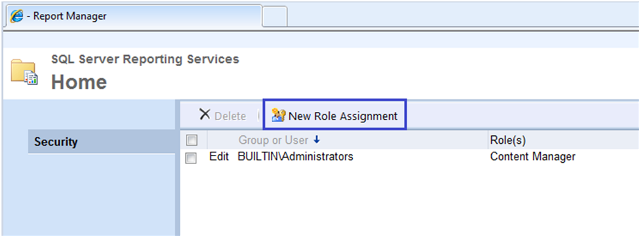 - Report Manager
SQL Server Reporting Services
Home
Delete
New Role Assignment
Security
Group or User
Role(s)
Edit BUILTIN\Administrators
Content Manager